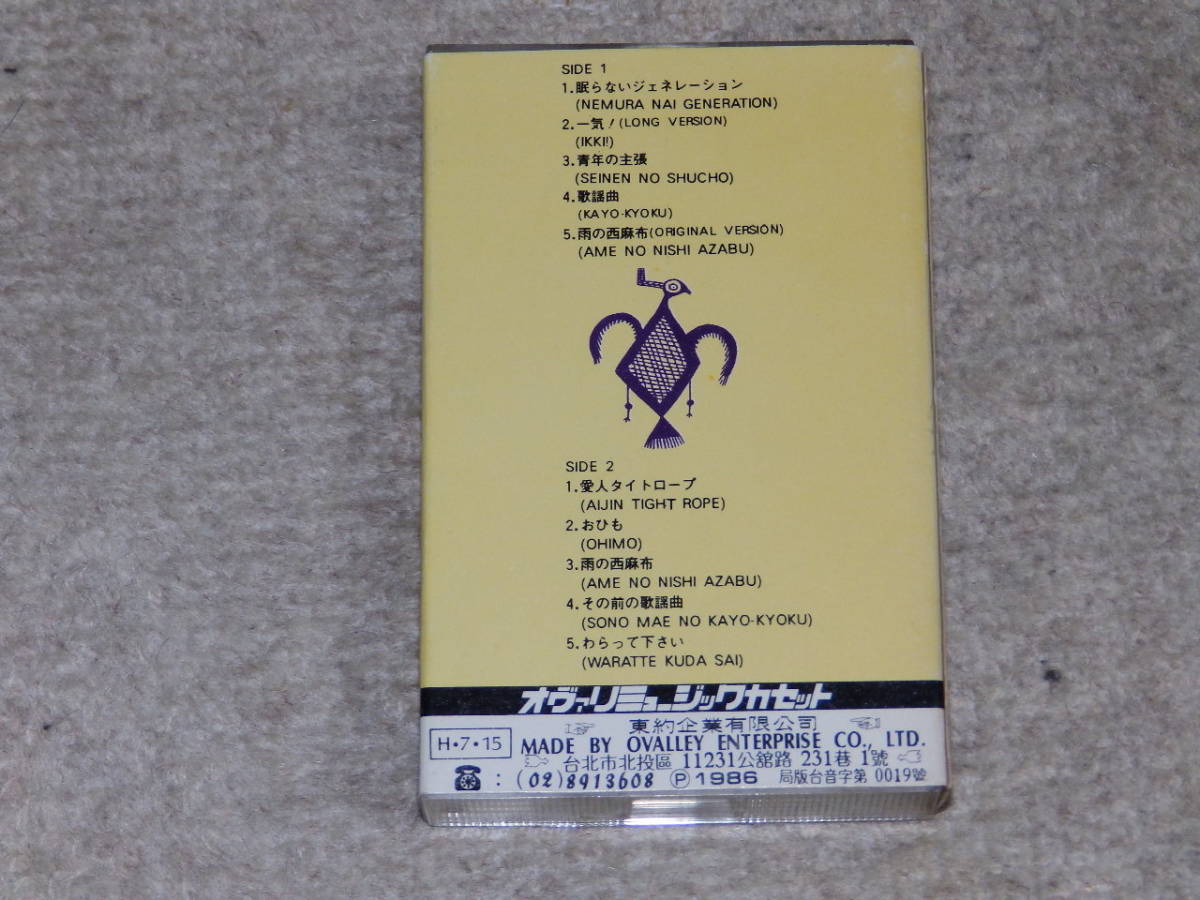 SIDE 1
1.眠らないジェネレーション
(NEMURA NAI GENERATION)
2.一気!(LONG VERSION)
(IKKI!)
3.青年の主張
(SEINEN NO SHUCHO)
4.歌謡曲
(KAYO-KYOKU)
5.雨の西麻布(ORIGINAL VERSION)
(AME NO NISHI AZABU)
SIDE 2
1.愛人タイトロープ
(AIJIN TIGHT ROPE)
2.おひも
(OHIMO)
3.雨の西麻布
(AME NO NISHI AZABU)
4.その前の歌謡曲
(SONO MAE NO KAYO-KYOKU)
5.わらって下さい
(WARATTE KUDA SAI)
オヴァリミュージックカセット
東約企業有限公司
H・7・15
MADE BY OVALLEY ENTERPRISE CO., LTD.
台北市北投區 11231公舘路 231巷 1號
:(02)8913608 Ⓟ1986 局版台音字第 0019號